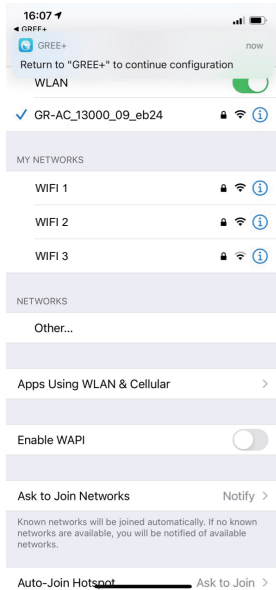 16:07
◀ GREE+
GREE+ now
Return to "GREE+" to continue configuration
WLAN
GR-AC_13000_09_eb24
MY NETWORKS
WIFI 1
WIFI 2
WIFI 3
NETWORKS
Other...
Apps Using WLAN & Cellular
Enable WAPI
Ask to Join Networks Notify
Known networks will be joined automatically. If no known
networks are available, you will be notified of available
networks.
Auto-Join Hotspot Ask to Join